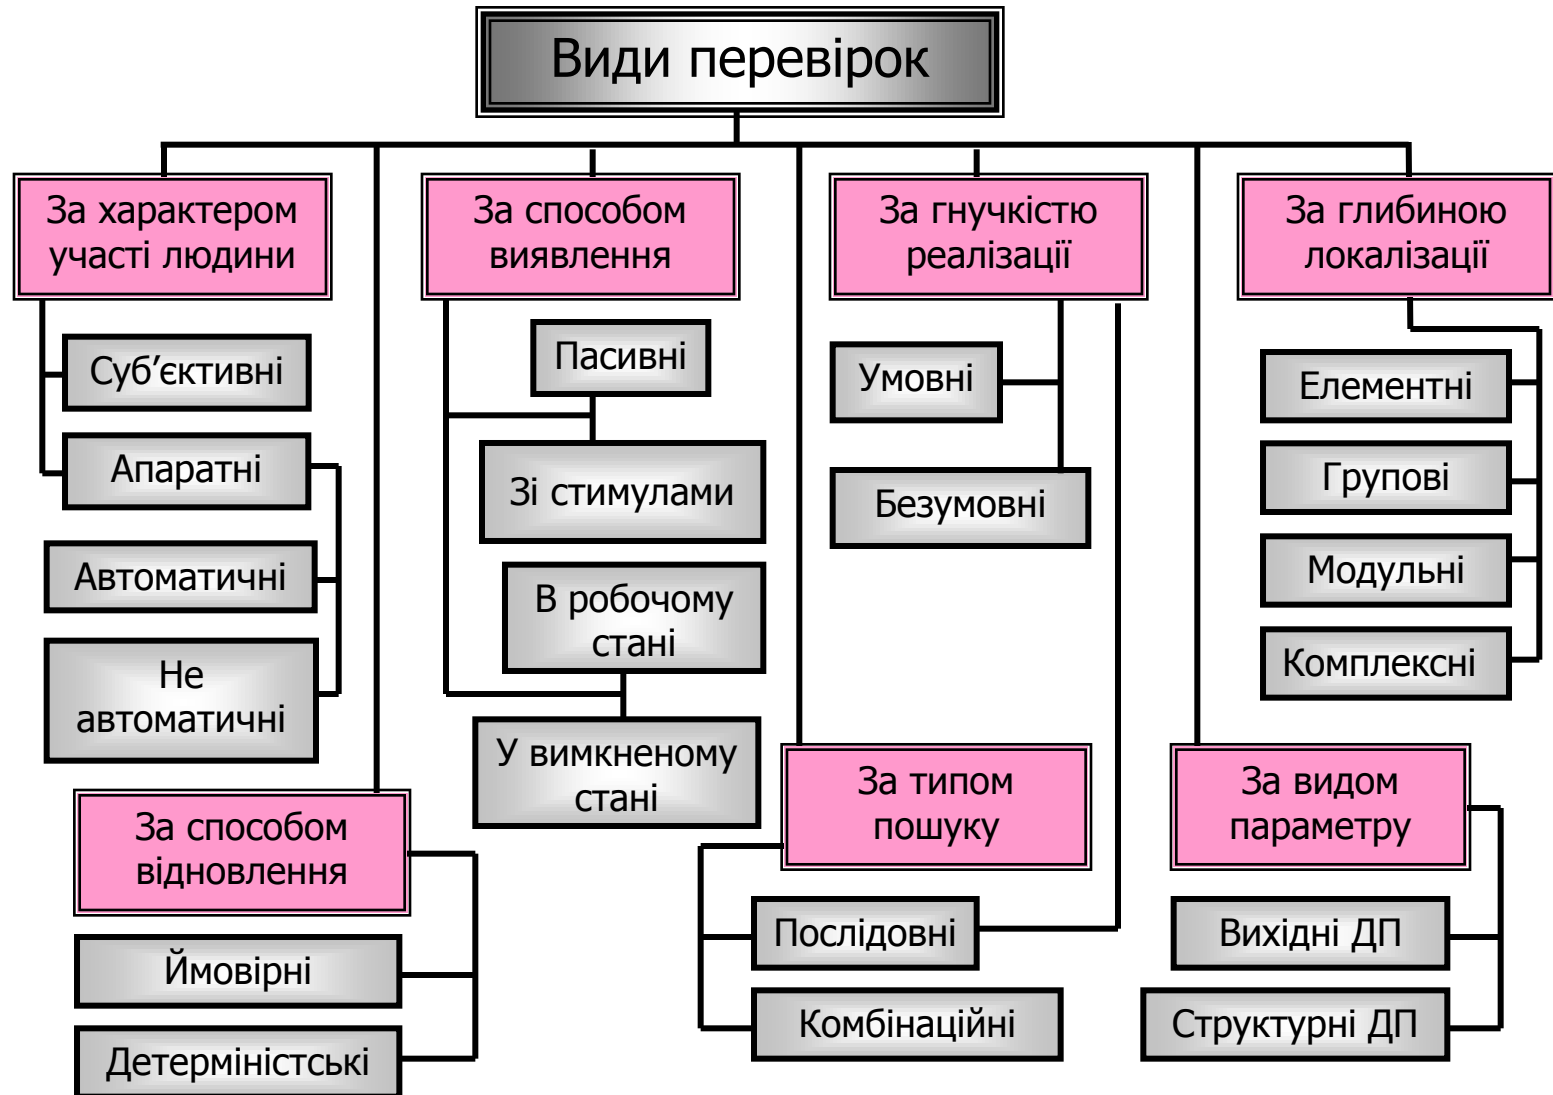 Види перевірок
За характером
участі людини
Суб’єктивні
Апаратні
Автоматичні
Не
автоматичні
За способом
відновлення
Ймовірні
Детерміністські
За способом
виявлення
Пасивні
Зі стимулами
В робочому
стані
У вимкненому
стані
За гнучкістю
реалізації
Умовні
Безумовні
За типом
пошуку
Послідовні
Комбінаційні
За глибиною
локалізації
Елементні
Групові
Модульні
Комплексні
За видом
параметру
Вихідні ДП
Структурні ДП